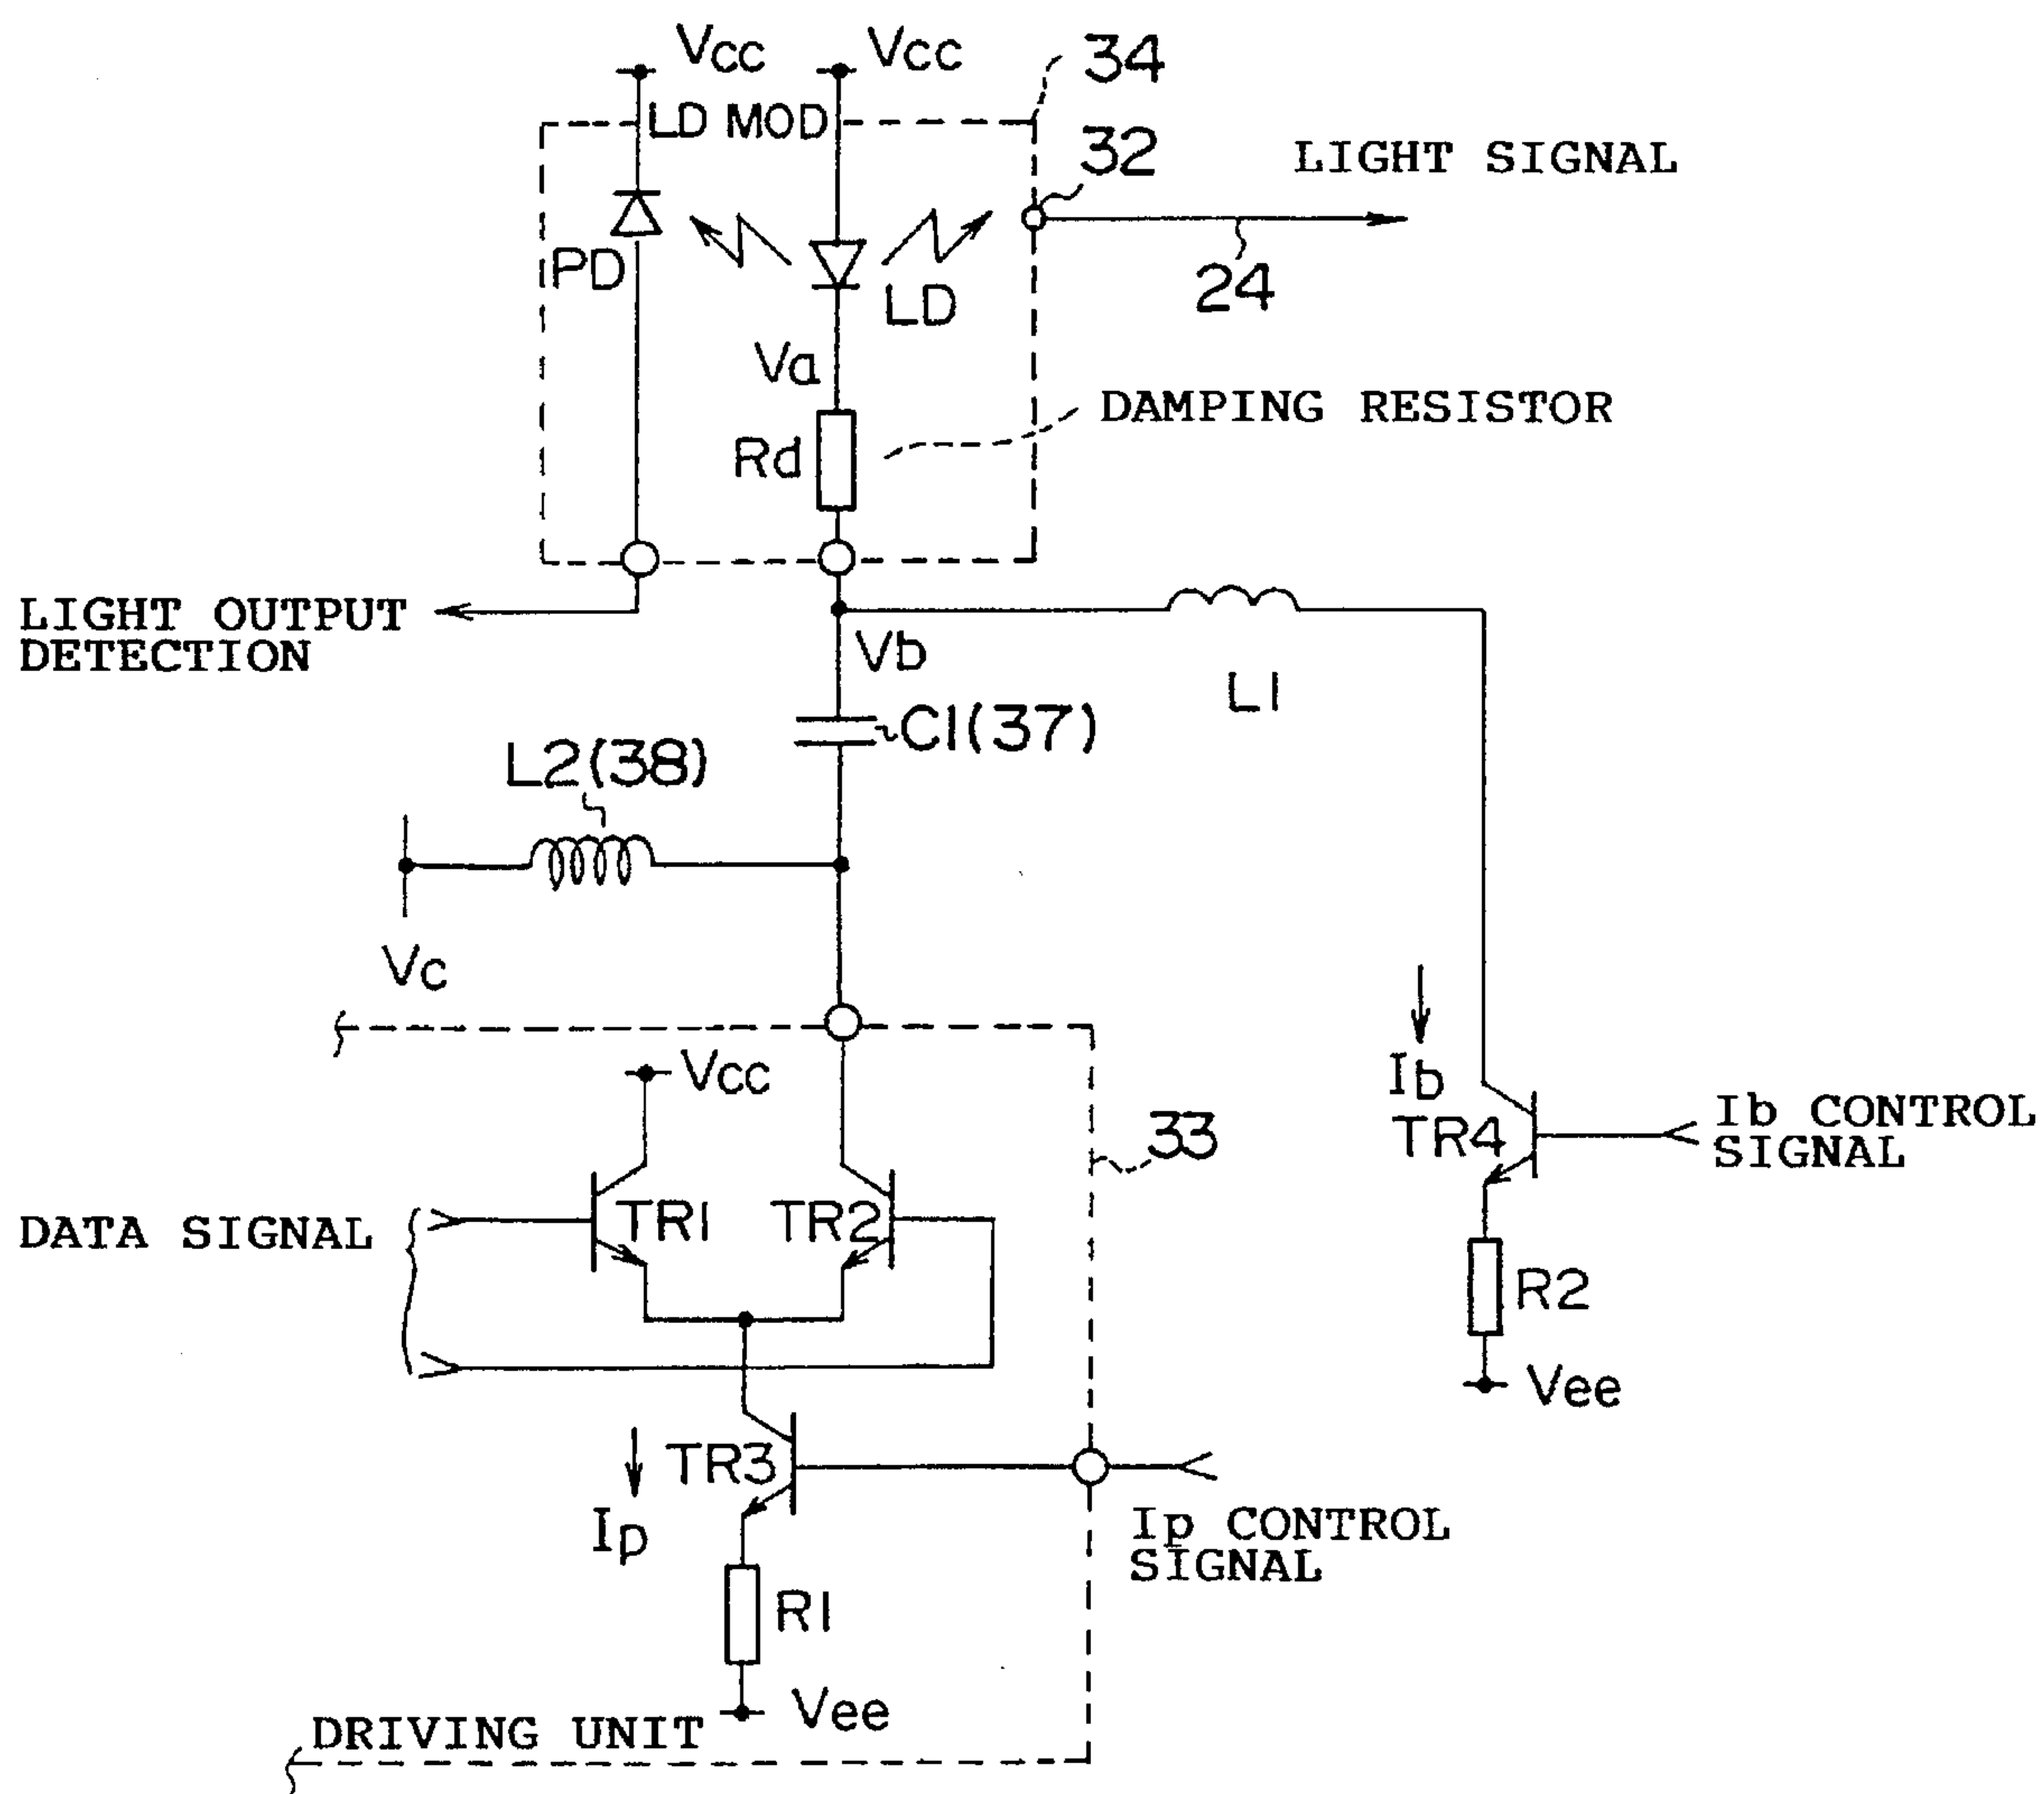 Vcc
Vcc
34
LD MOD
32
LIGHT SIGNAL
PD
LD
24
Va
DAMPING RESISTOR
Rd
LIGHT OUTPUT
DETECTION
Vb
L1
C1(37)
L2(38)
Vc
Vcc
Ib
33
TR4
Ib CONTROL
SIGNAL
DATA SIGNAL
TR1
TR2
R2
Vee
TR3
Ip
Ip CONTROL
SIGNAL
R1
Vee
DRIVING UNIT